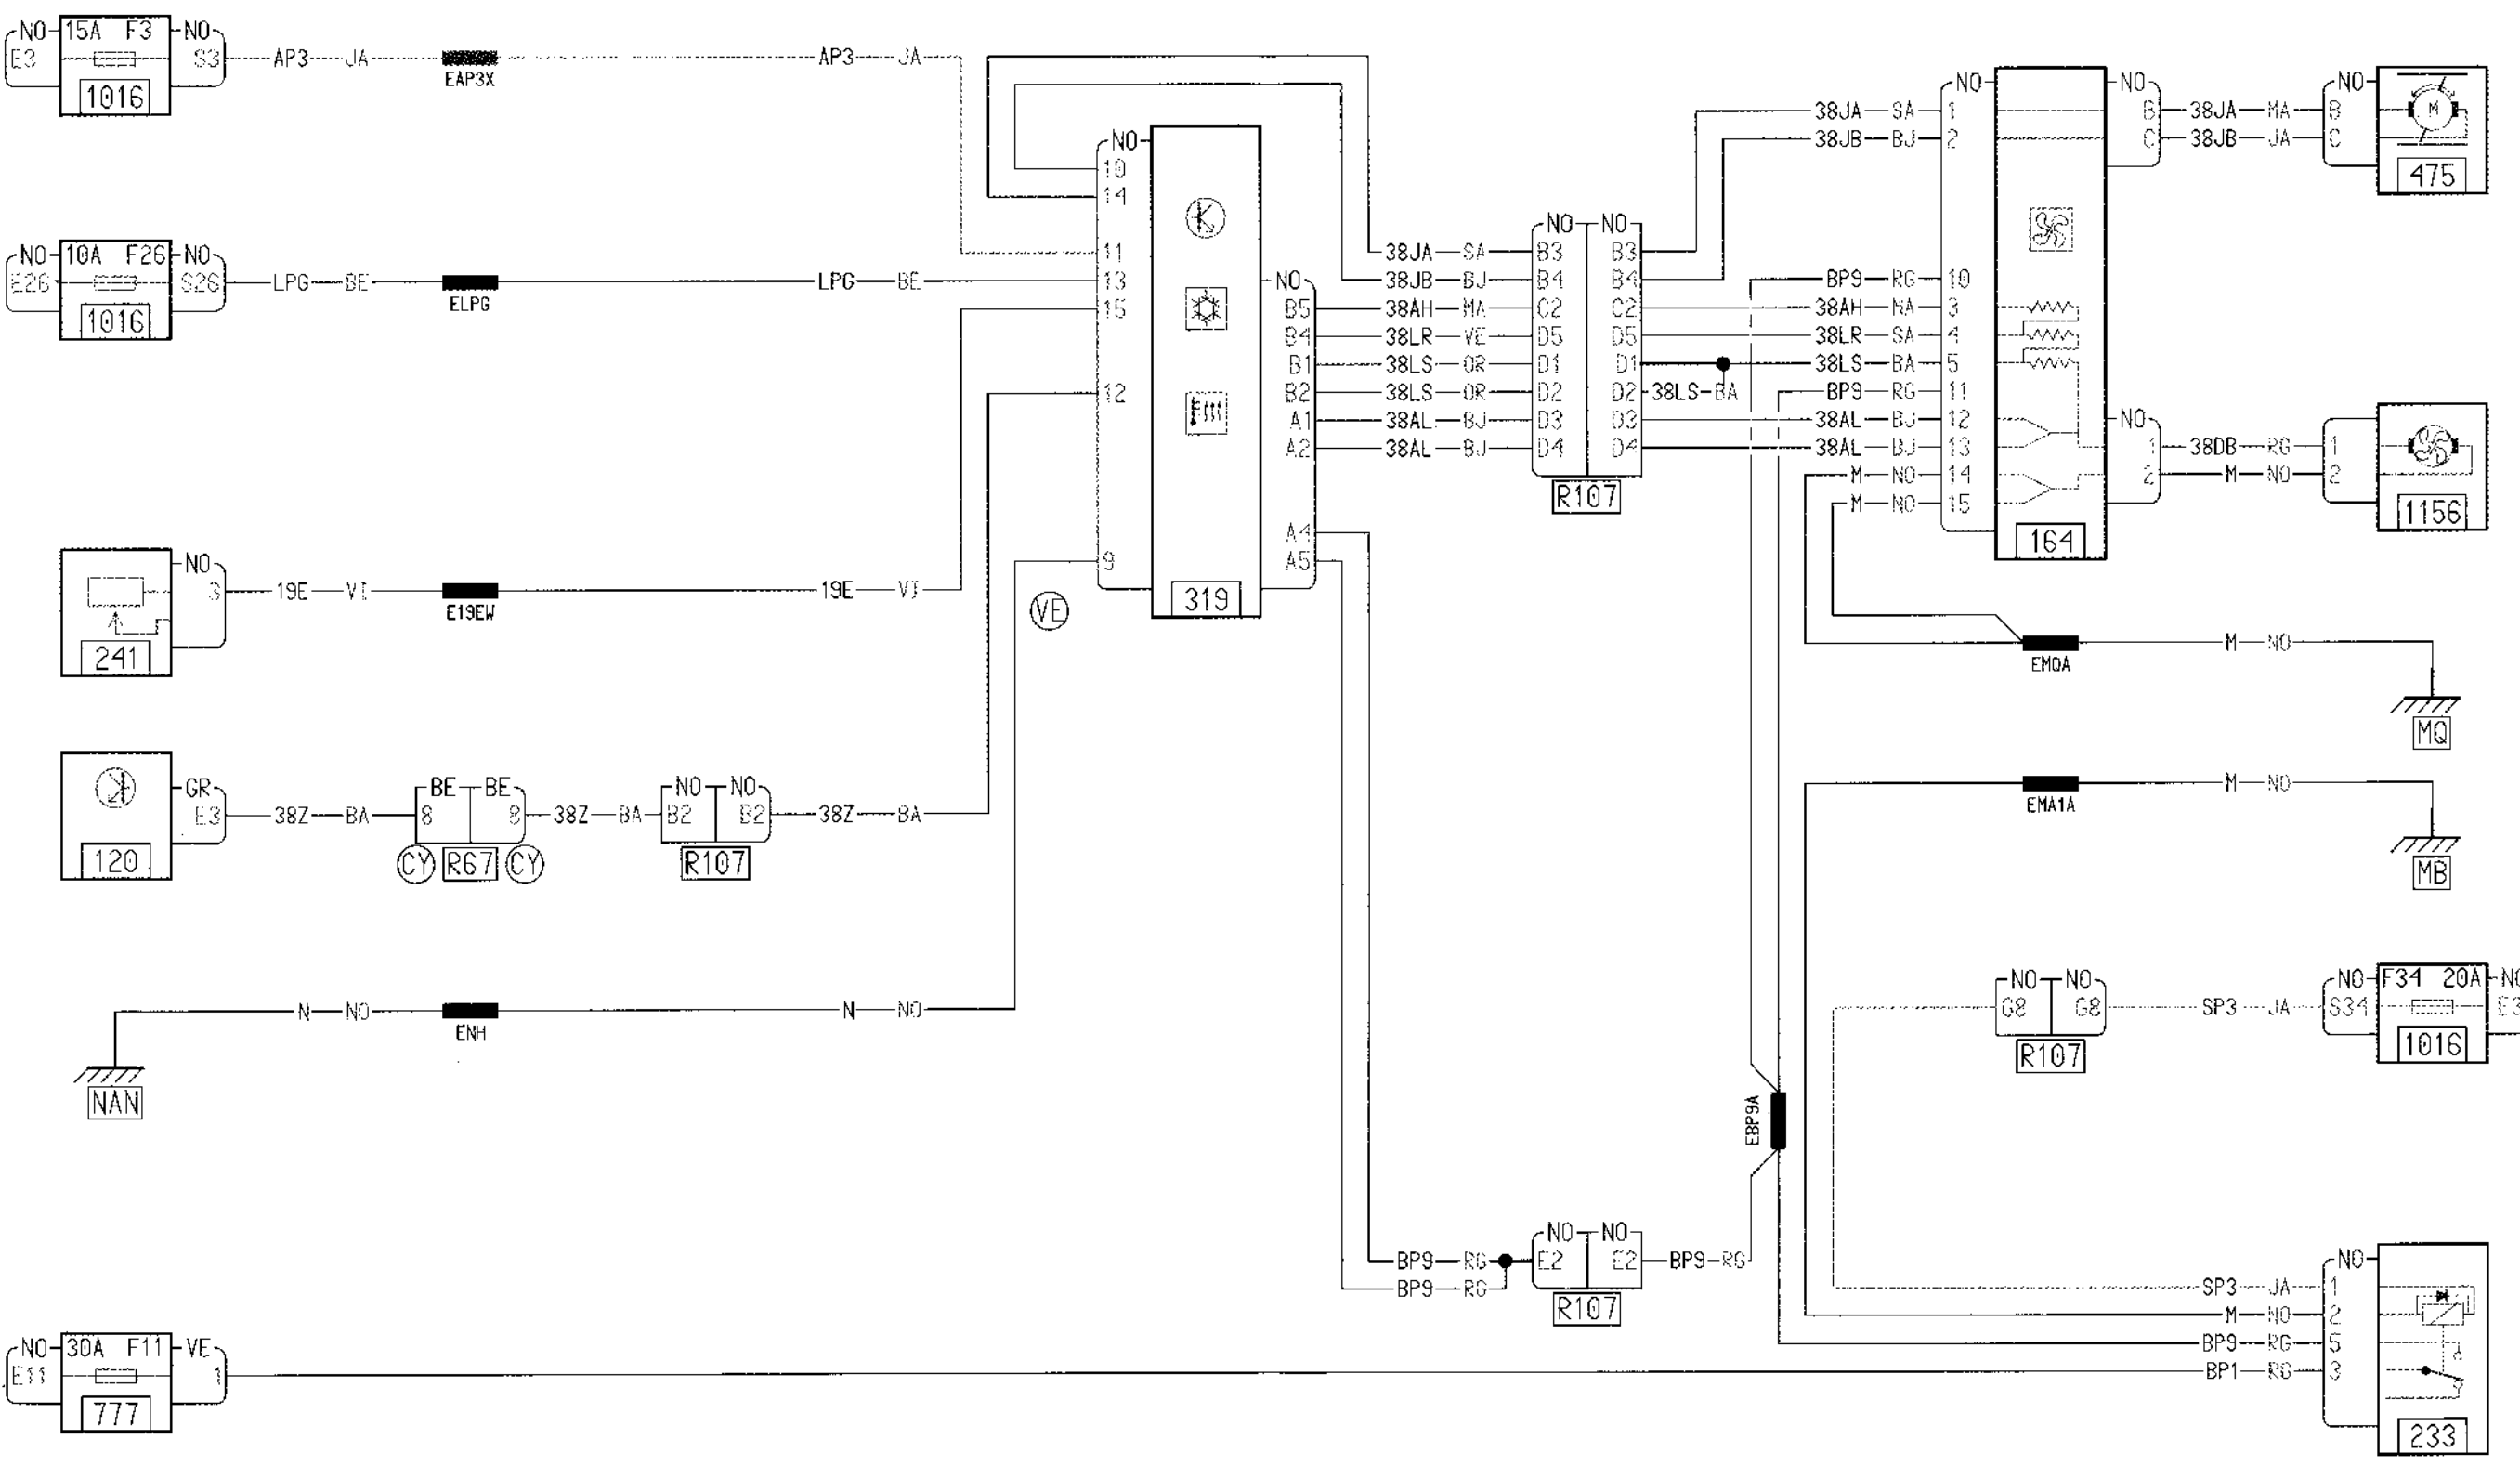 NO 15A F3 NO
E3 S3 AP3 JA AP3 JA
EAP3X
1016
NO 10A F26 NO
E26 S26 LPG BE LPG BE
ELPG
1016
NO
3 19E VI 19E VI
E19EW
241
GR BE BE NO NO
E3 38Z BA 8 8 38Z BA B2 B2 38Z BA
120 CY R67 CY R107
N NO N NO
ENH
NAN
NO 30A F11 VE
E11 1
777
NO
10
14
11
13
15
12
9
VE
319
NO
B5 38AH MA C2
B4 38LR VE D5
B1 38LS OR D1
B2 38LS OR D2
A1 38AL BJ D3
A2 38AL BJ D4
A4
A5
NO NO
38JA SA B3 B3
38JB BJ B4 B4
C2
D5
D1
D2 38LS BA
D3
D4
R107
NO
38JA SA 1
38JB BJ 2
BP9 RG 10
38AH MA 3
38LR SA 4
38LS BA 5
BP9 RG 11
38AL BJ 12
38AL BJ 13
M NO 14
M NO 15
164
NO NO
B 38JA MA B
C 38JB JA C
M
475
NO
1 38DB RG 1
2 M NO 2
1156
M NO
EMQA
MQ
M NO
EMA1A
MB
NO NO NO F34 20A
G8 G8 SP3 JA S34
R107 1016
EBP9A
NO NO
BP9 RG E2 E2 BP9 RG
BP9 RG
R107
NO
SP3 JA 1
M NO 2
BP9 RG 5
BP1 RG 3
233